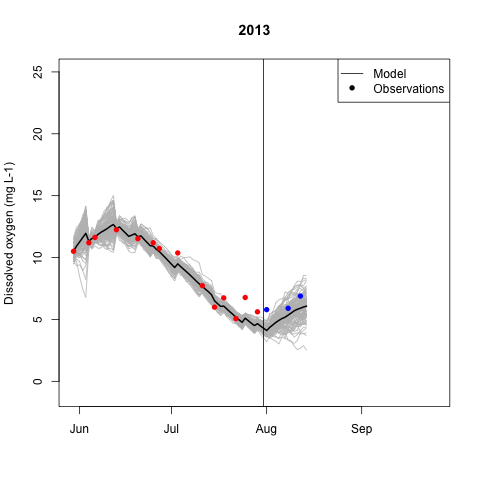 2013
Model
Observations
Dissolved oxygen (mg L-1)
25
20
15
10
5
0
Jun
Jul
Aug
Sep